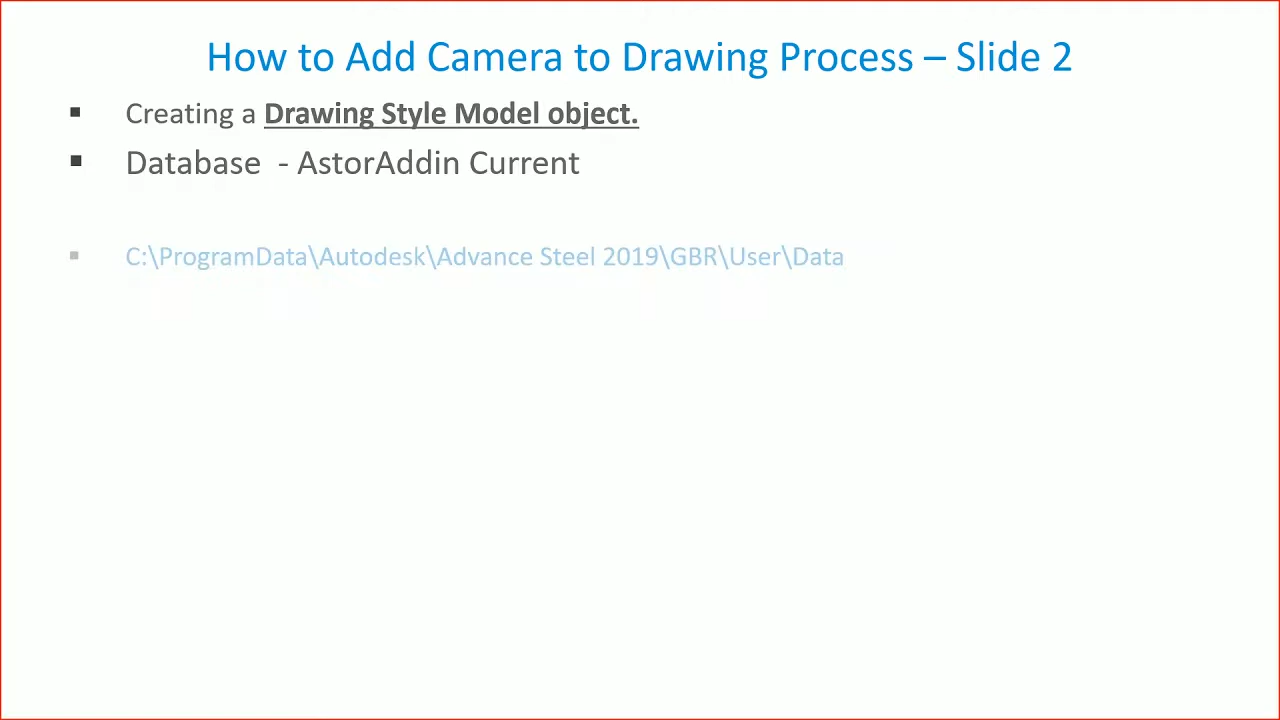 How to Add Camera to Drawing Process – Slide 2
▪ Creating a Drawing Style Model object.
▪ Database - AstorAddin Current
▪ C:\ProgramData\Autodesk\Advance Steel 2019\GBR\User\Data